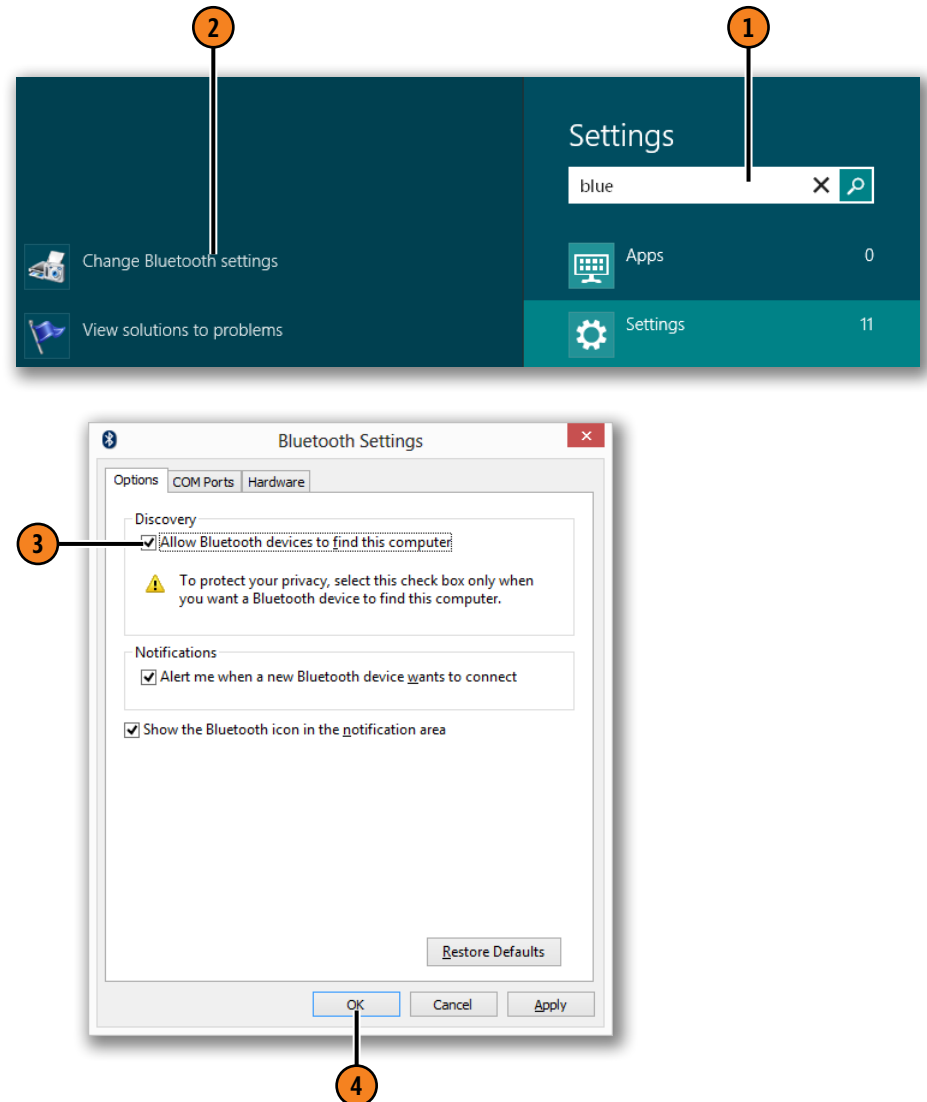 2
1
Settings
blue
Change Bluetooth settings
Apps 0
View solutions to problems
Settings 11
Bluetooth Settings
Options COM Ports Hardware
Discovery
3
Allow Bluetooth devices to find this computer
To protect your privacy, select this check box only when
you want a Bluetooth device to find this computer.
Notifications
Alert me when a new Bluetooth device wants to connect
Show the Bluetooth icon in the notification area
Restore Defaults
OK Cancel Apply
4